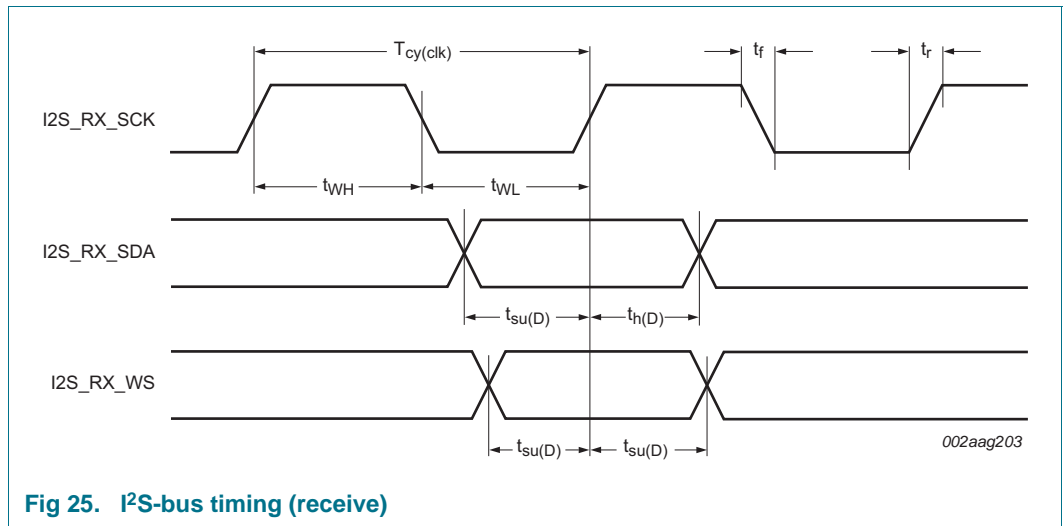 Tcy(clk) tf tr
I2S_RX_SCK
tWH tWL
I2S_RX_SDA
tsu(D) th(D)
I2S_RX_WS
tsu(D) tsu(D)
002aag203
Fig 25. I²S-bus timing (receive)